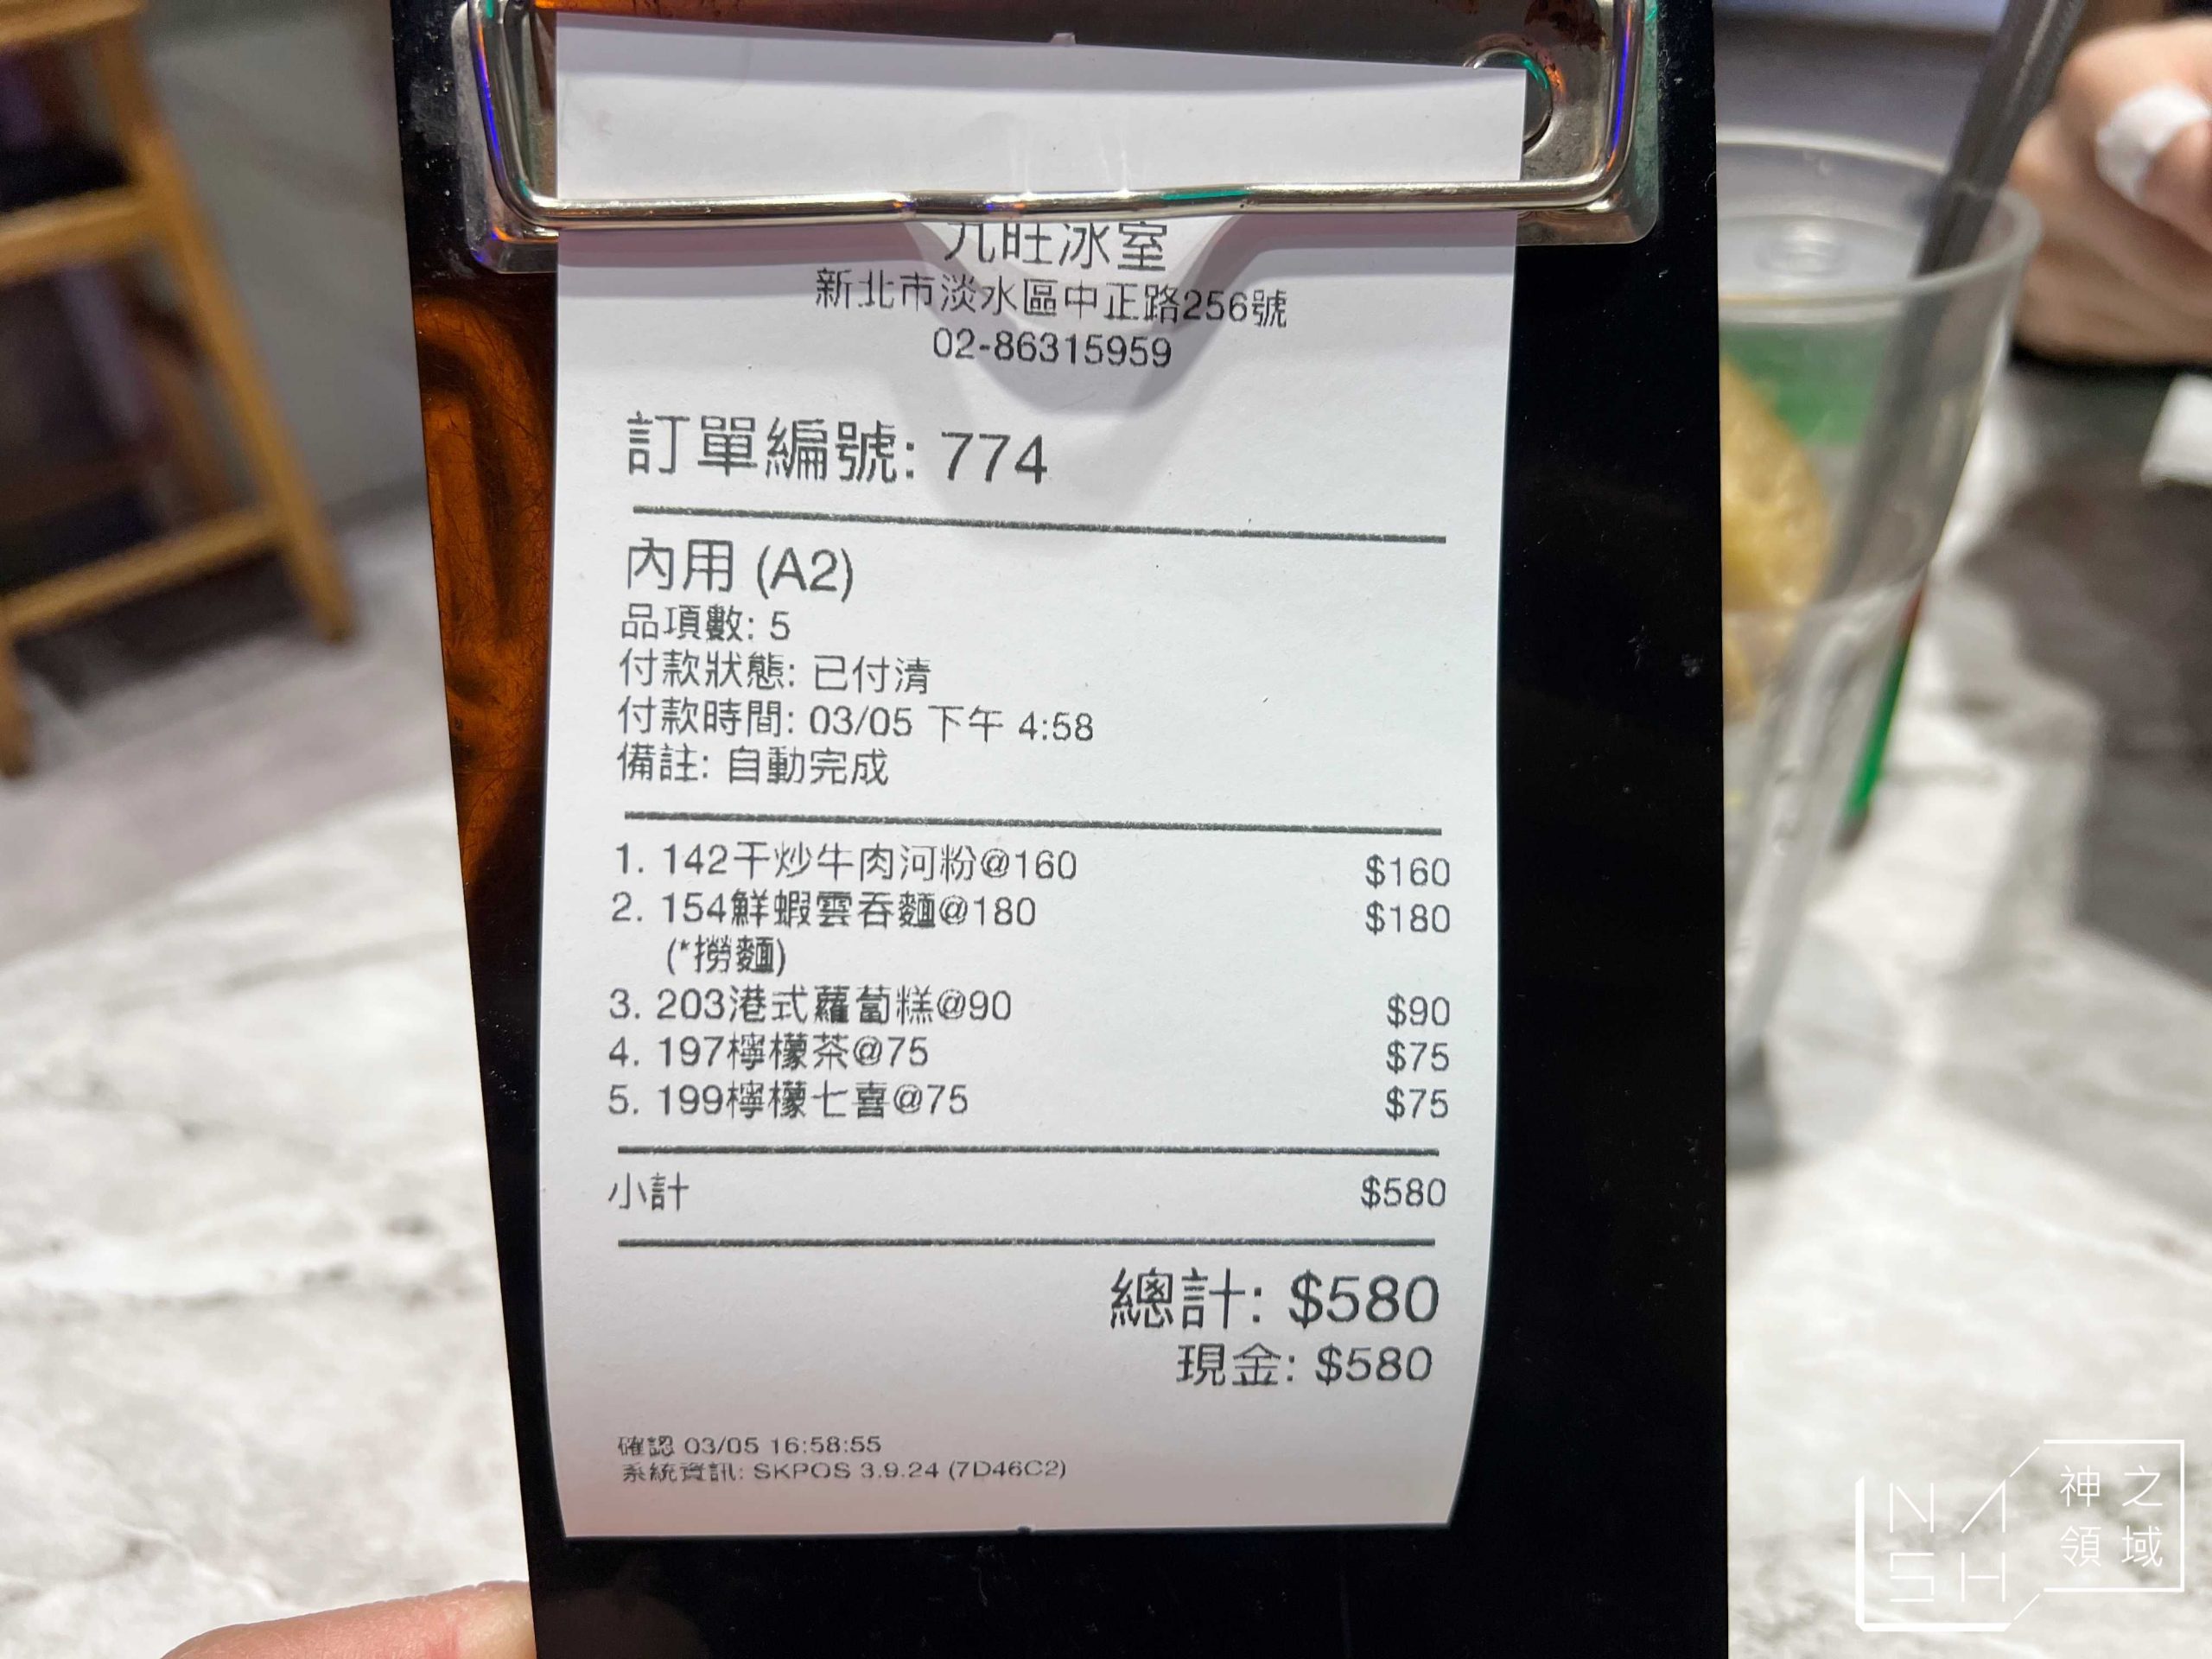 九旺冰室
新北市淡水區中正路256號
02-86315959
訂單編號: 774
內用 (A2)
品項數: 5
付款狀態: 已付清
付款時間: 03/05 下午 4:58
備註: 自動完成
1. 142干炒牛肉河粉@160 $160
2. 154鮮蝦雲吞麵@180 $180
(*撈麵)
3. 203港式蘿蔔糕@90 $90
4. 197檸檬茶@75 $75
5. 199檸檬七喜@75 $75
小計 $580
總計: $580
現金: $580
確認 03/05 16:58:55
系統資訊: SKPOS 3.9.24 (7D46C2)
NASH
神之領域